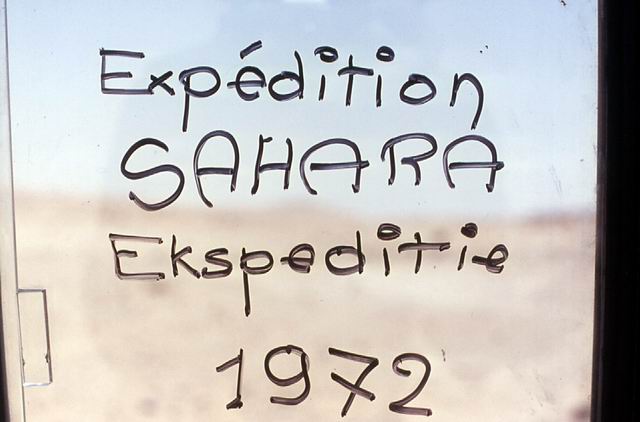 Expédition
SAHARA
Ekspeditie
1972